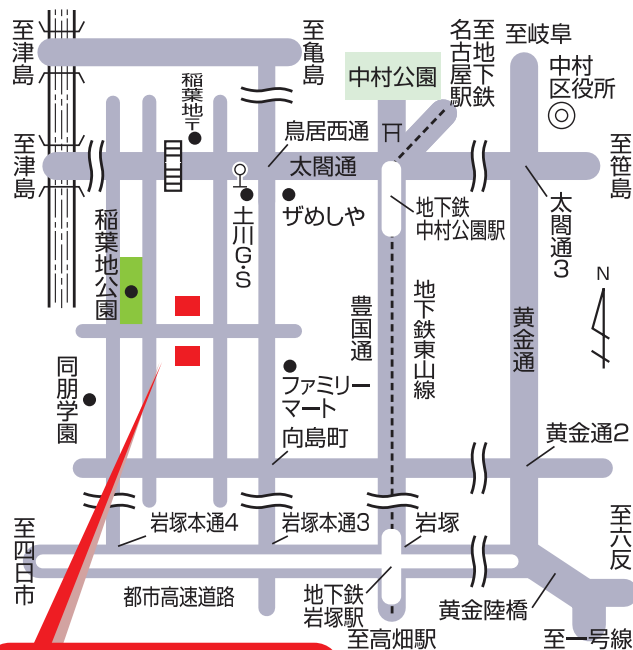 至津島
至亀島
至地下鉄
名古屋駅
至岐阜
中村
区役所
中村公園
稲葉地〒
鳥居西通
太閤通
至津島
至笹島
土川G・S
ザめしや
地下鉄
中村公園駅
太閤通3
稲葉地公園
N
豊国通
地下鉄東山線
黄金通
同朋学園
ファミリー
マート
向島町
黄金通2
岩塚本通4
岩塚本通3
岩塚
至四日市
至六反
都市高速道路
地下鉄
岩塚駅
黄金陸橋
至高畑駅
至一号線